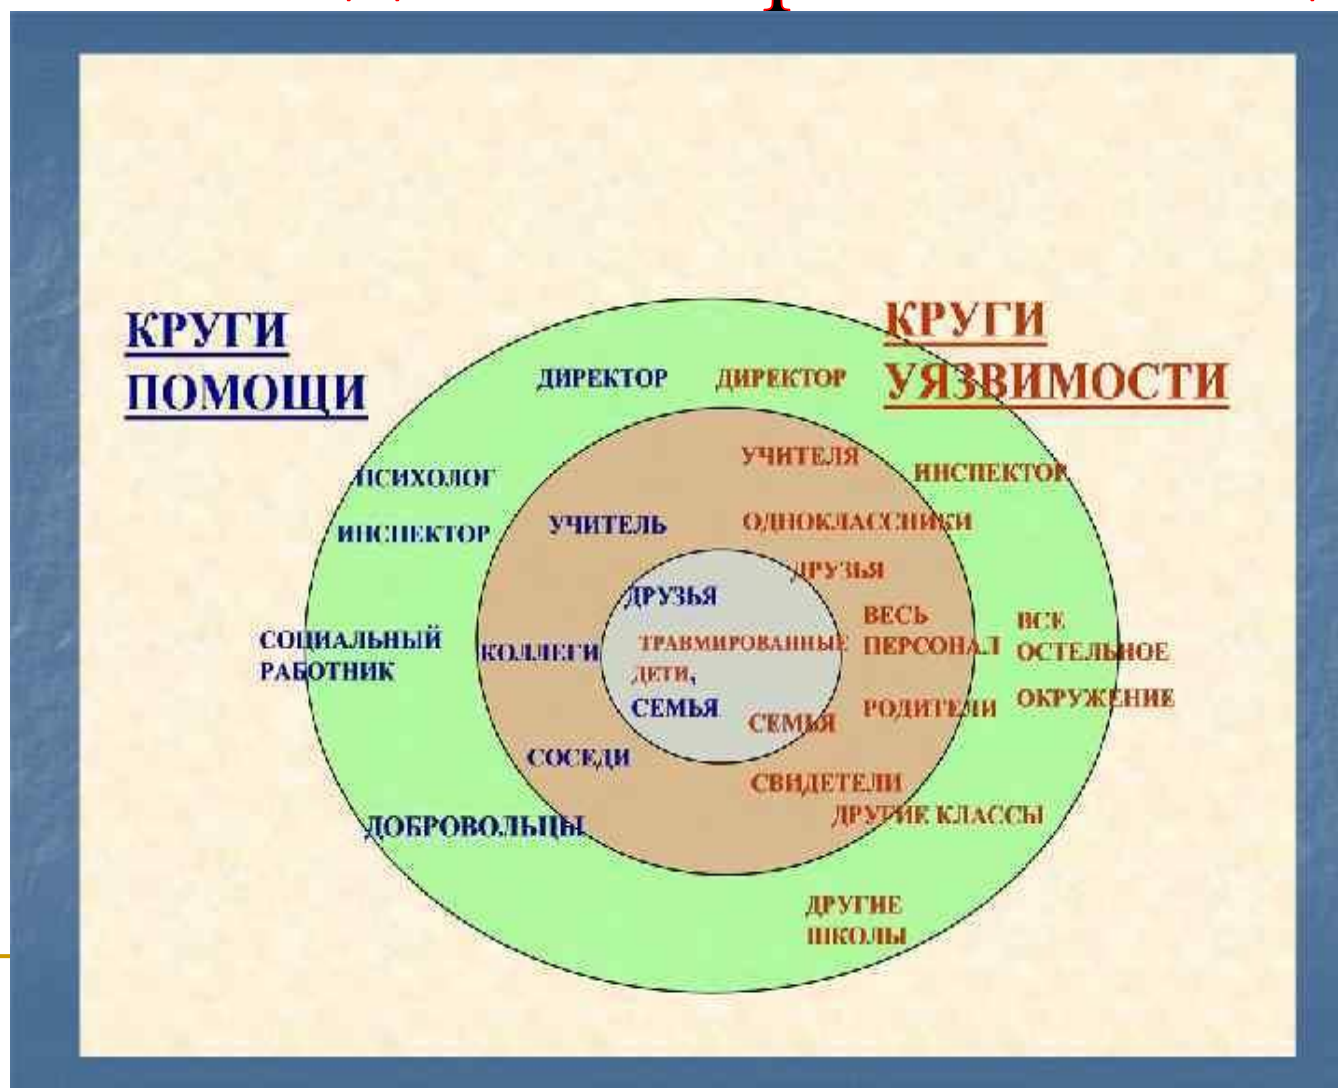 КРУГИ
ПОМОЩИ
КРУГИ
УЯЗВИМОСТИ
ДИРЕКТОР
ДИРЕКТОР
УЧИТЕЛЯ
ПСИХОЛОГ
ИНСПЕКТОР
ИНСПЕКТОР
УЧИТЕЛЬ
ОДНОКЛАССНИКИ
ДРУЗЬЯ
ДРУЗЬЯ
ВЕСЬ
ПЕРСОНАЛ
ВСЕ
ОСТЕЛЬНОЕ
ОКРУЖЕНИЕ
СОЦИАЛЬНЫЙ
РАБОТНИК
КОЛЛЕГИ
ТРАВМИРОВАННЫЕ
ДЕТИ,
СЕМЬЯ
СЕМЬЯ
РОДИТЕЛИ
СОСЕДИ
СВИДЕТЕЛИ
ДРУГИЕ КЛАССЫ
ДОБРОВОЛЬЦЫ
ДРУГИЕ
ШКОЛЫ